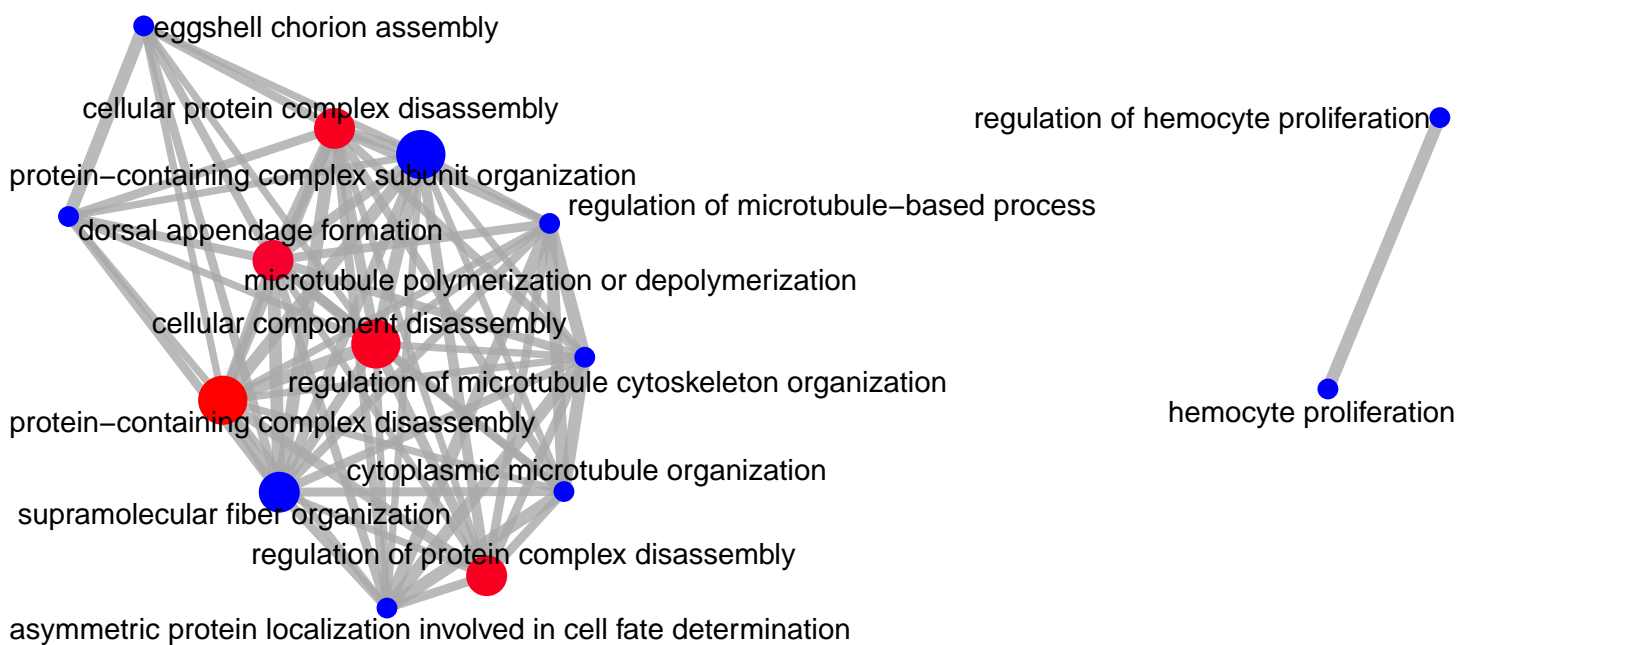 eggshell chorion assembly
cellular protein complex disassembly
regulation of hemocyte proliferation
protein−containing complex subunit organization
regulation of microtubule−based process
dorsal appendage formation
microtubule polymerization or depolymerization
cellular component disassembly
regulation of microtubule cytoskeleton organization
hemocyte proliferation
protein−containing complex disassembly
cytoplasmic microtubule organization
supramolecular fiber organization
regulation of protein complex disassembly
asymmetric protein localization involved in cell fate determination